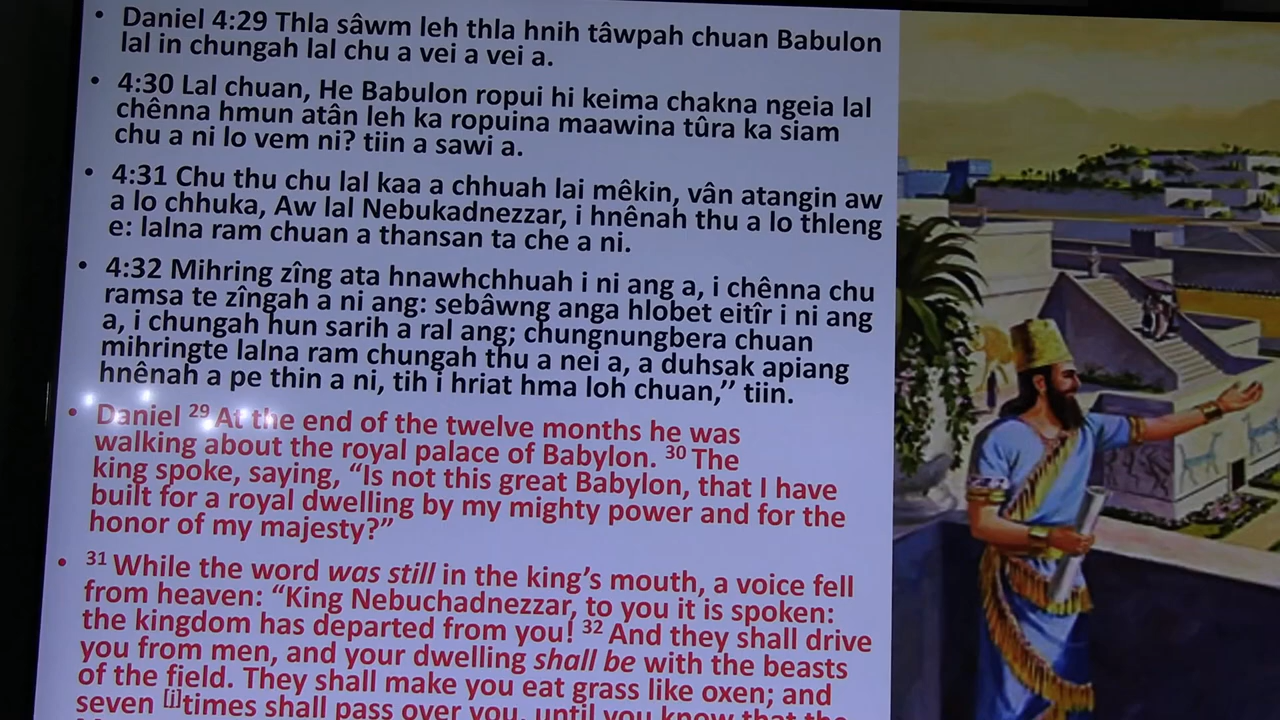 • Daniel 4:29 Thla sâwm leh thla hnih tâwpah chuan Babulon
lal in chungah lal chu a vei a vei a.
• 4:30 Lal chuan, He Babulon ropui hi keima chakna ngeia lal
chênna hmun atân leh ka ropuina maawina tûra ka siam
chu a ni lo vem ni? tiin a sawi a.
• 4:31 Chu thu chu lal kaa a chhuah lai mêkin, vân atangin aw
a lo chhuka, Aw lal Nebukadnezzar, i hnênah thu a lo thleng
e: lalna ram chuan a thansan ta che a ni.
• 4:32 Mihring zîng ata hnawhchhuah i ni ang a, i chênna chu
ramsa te zîngah a ni ang: sebâwng anga hlobet eitîr i ni ang
a, i chungah hun sarih a ral ang; chungnungbera chuan
mihringte lalna ram chungah thu a nei a, a duhsak apiang
hnênah a pe thin a ni, tih i hriat hma loh chuan,” tiin.
• Daniel 29 At the end of the twelve months he was
walking about the royal palace of Babylon. 30 The
king spoke, saying, “Is not this great Babylon, that I have
built for a royal dwelling by my mighty power and for the
honor of my majesty?”
• 31 While the word was still in the king’s mouth, a voice fell
from heaven: “King Nebuchadnezzar, to you it is spoken:
the kingdom has departed from you! 32 And they shall drive
you from men, and your dwelling shall be with the beasts
of the field. They shall make you eat grass like oxen; and
seven [j]times shall pass over you, until you know that the